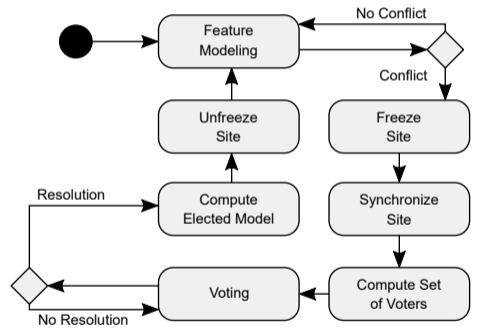 No Conflict
Feature
Modeling
Conflict
Unfreeze
Site
Freeze
Site
Resolution
Compute
Elected Model
Synchronize
Site
Voting
Compute Set
of Voters
No Resolution